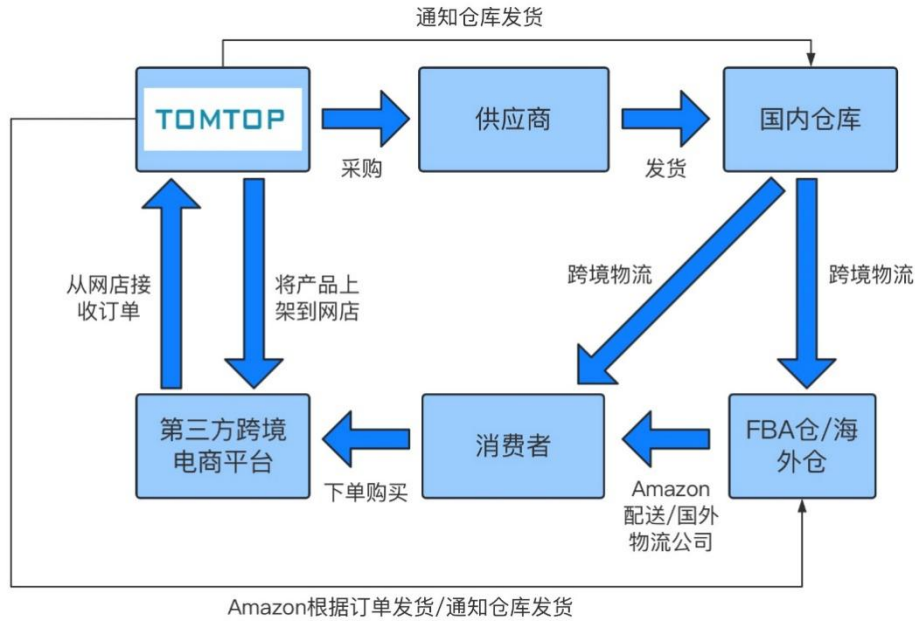 通知仓库发货
TOMTOP
供应商
国内仓库
采购
发货
从网店接
收订单
将产品上
架到网店
跨境物流
跨境物流
第三方跨境
电商平台
消费者
FBA仓/海
外仓
下单购买
Amazon
配送/国外
物流公司
Amazon根据订单发货/通知仓库发货